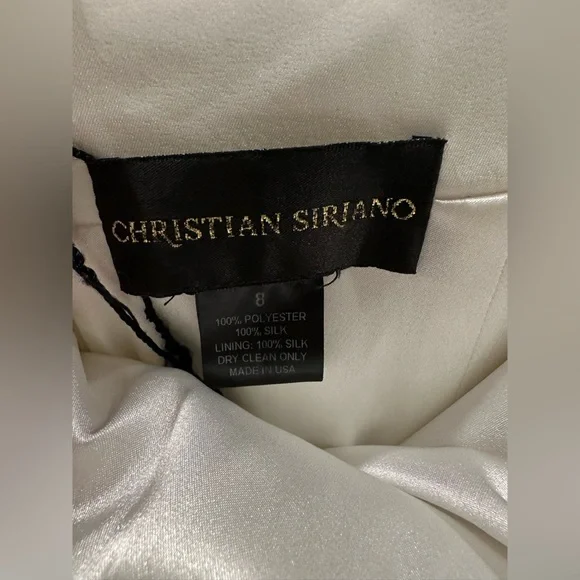 CHRISTIAN SIRIANO
8
100% POLYESTER
100% SILK
LINING: 100% SILK
DRY CLEAN ONLY
MADE IN USA